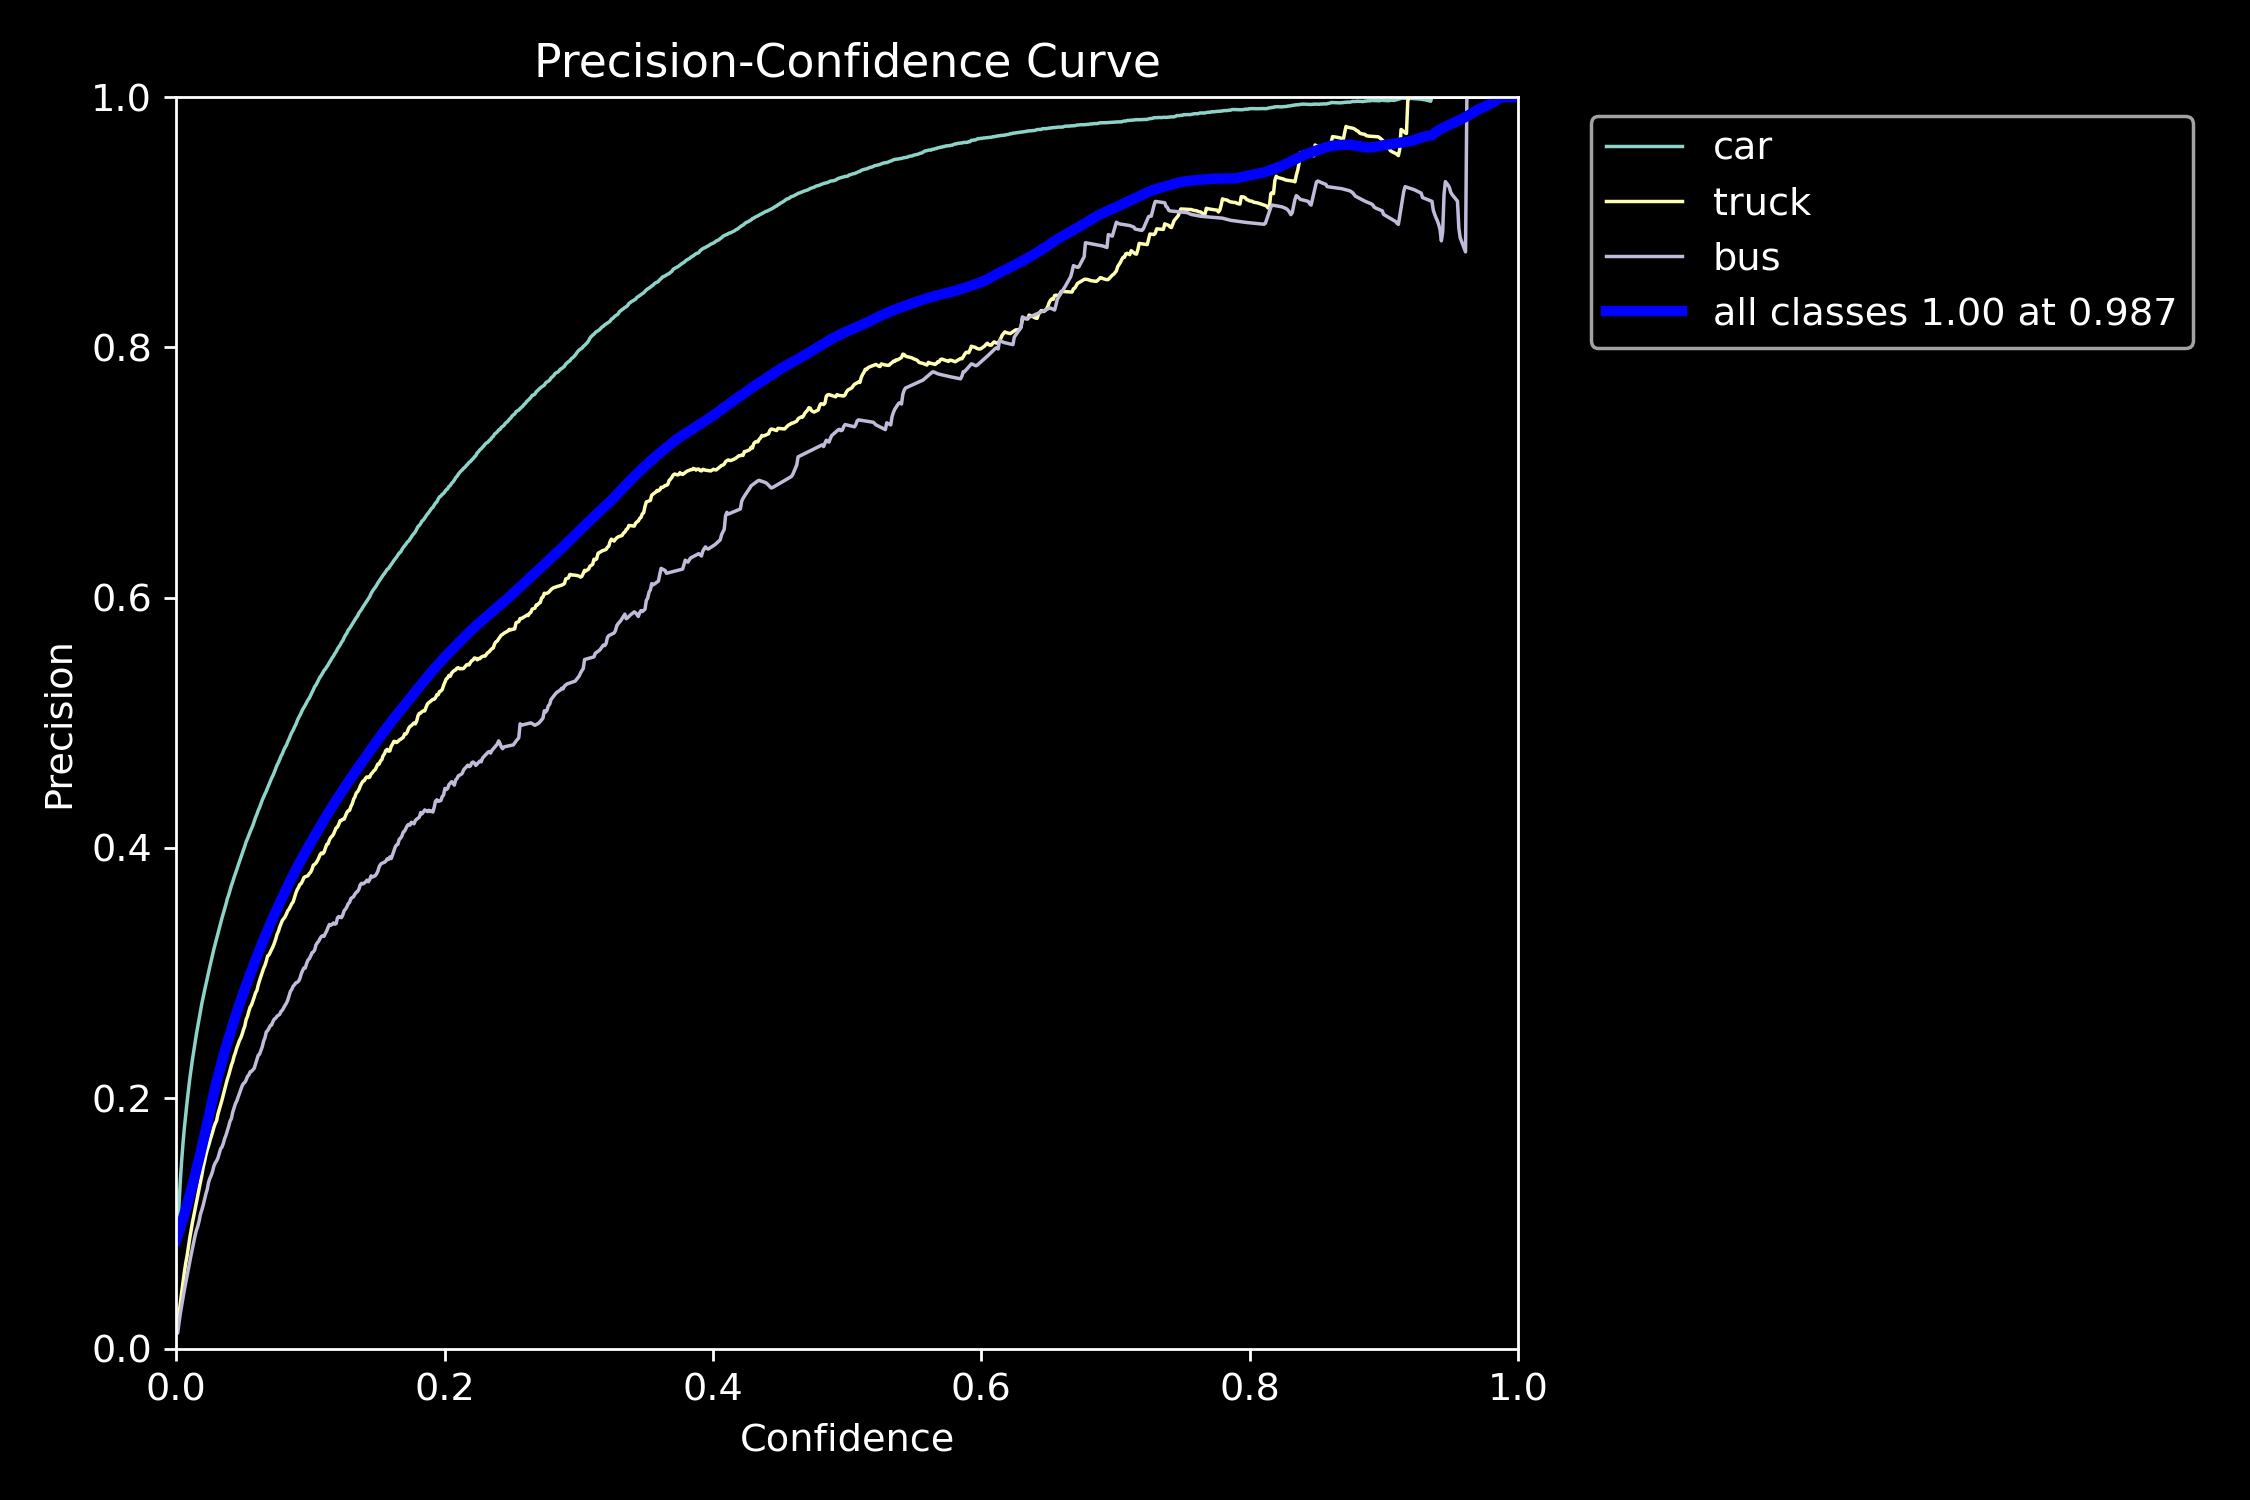 Precision-Confidence Curve
1.0
0.8
0.6
0.4
0.2
0.0
Precision
0.0 0.2 0.4 0.6 0.8 1.0
Confidence
car
truck
bus
all classes 1.00 at 0.987